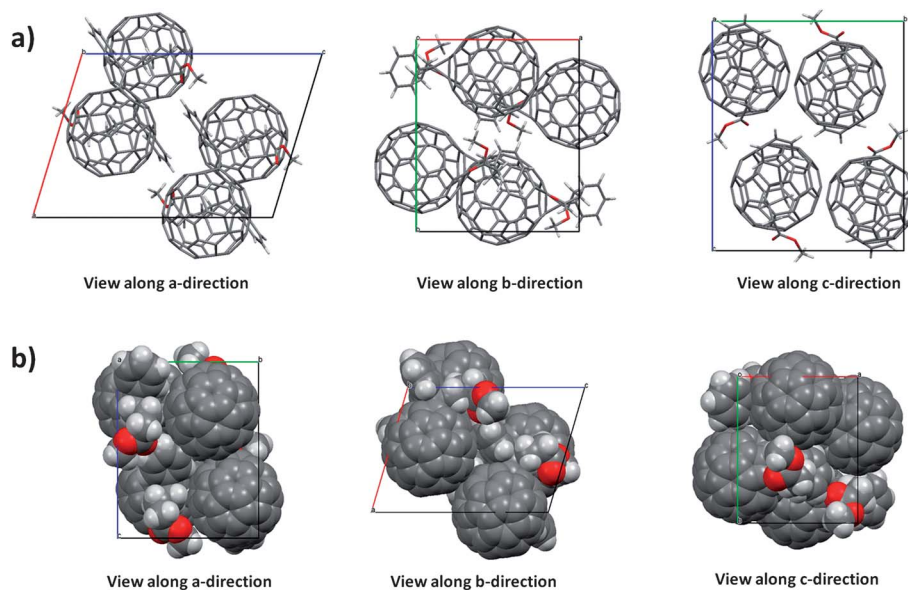 a)
b
c
a
c
a
b
a
b
c
View along a-direction
View along b-direction
View along c-direction
b)
a
b
c
b
c
a
o
a
b
View along a-direction
View along b-direction
View along c-direction